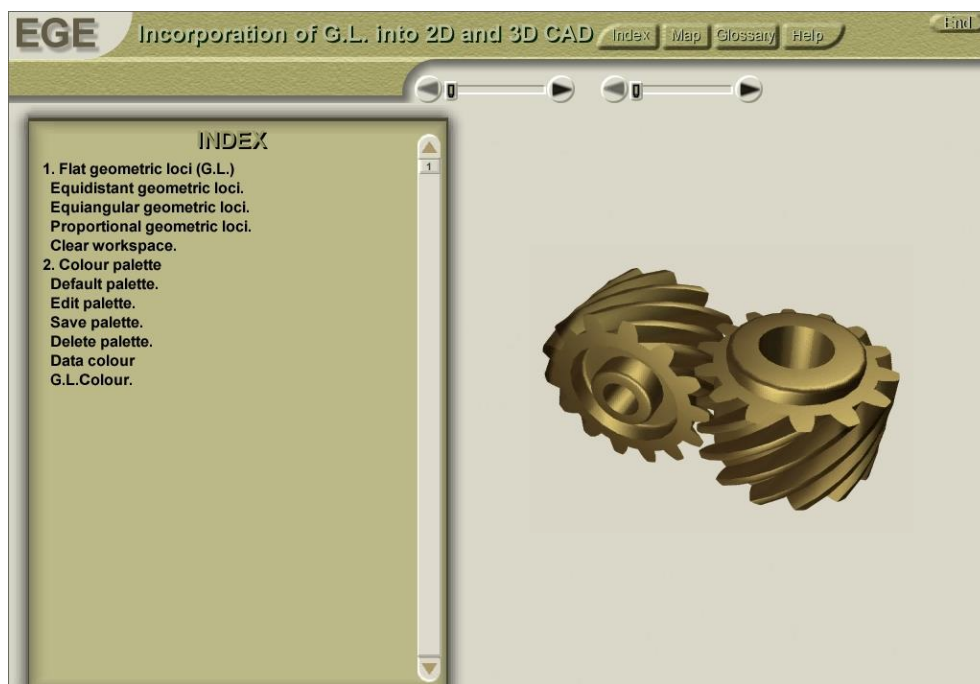 EGE
Incorporation of G.L. into 2D and 3D CAD
Index
Map
Glossary
Help
End
INDEX
1
1. Flat geometric loci (G.L.)
Equidistant geometric loci.
Equiangular geometric loci.
Proportional geometric loci.
Clear workspace.
2. Colour palette
Default palette.
Edit palette.
Save palette.
Delete palette.
Data colour
G.L.Colour.